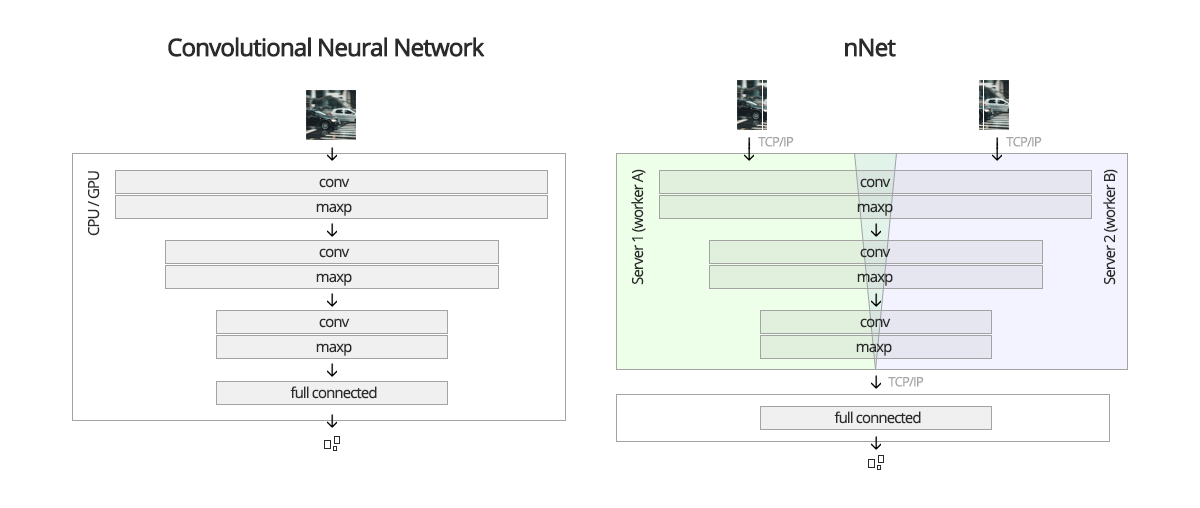 Convolutional Neural Network
CPU / GPU
conv
maxp
conv
maxp
conv
maxp
full connected
nNet
TCP/IP
TCP/IP
Server 1 (worker A)
conv
maxp
conv
maxp
conv
maxp
Server 2 (worker B)
TCP/IP
full connected